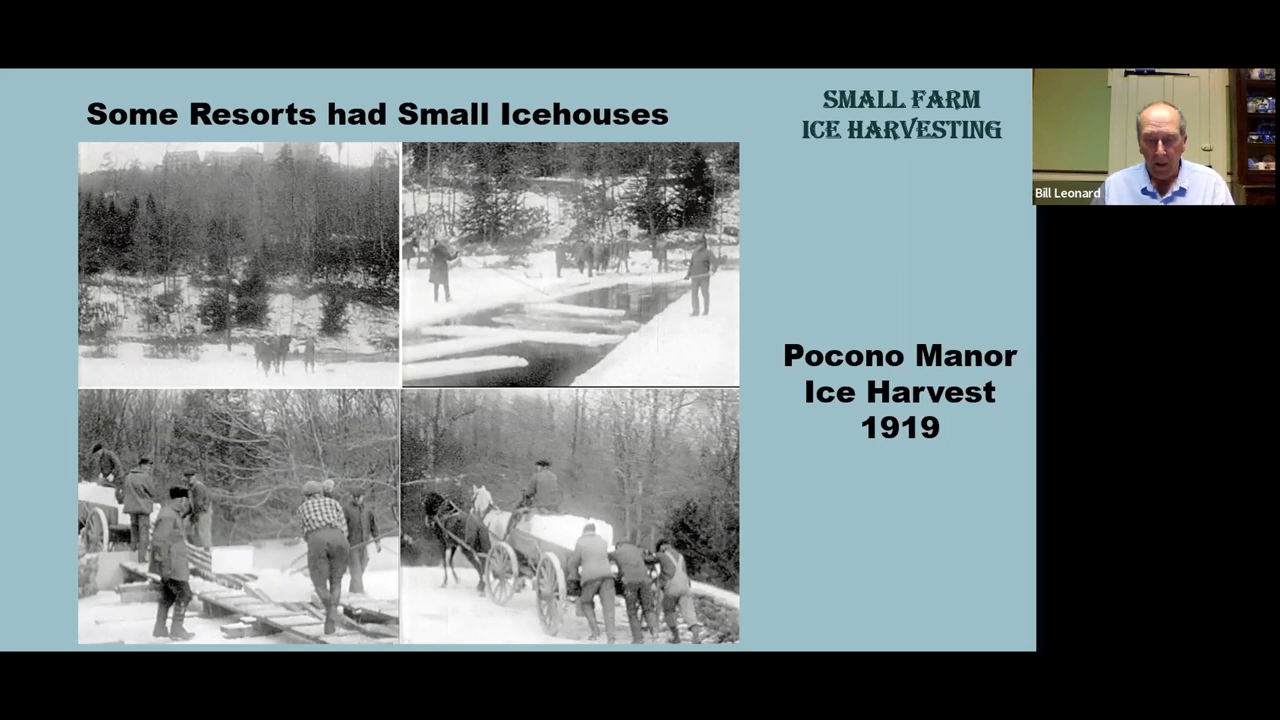 Some Resorts had Small Icehouses
SMALL FARM
ICE HARVESTING
Bill Leonard
Pocono Manor
Ice Harvest
1919